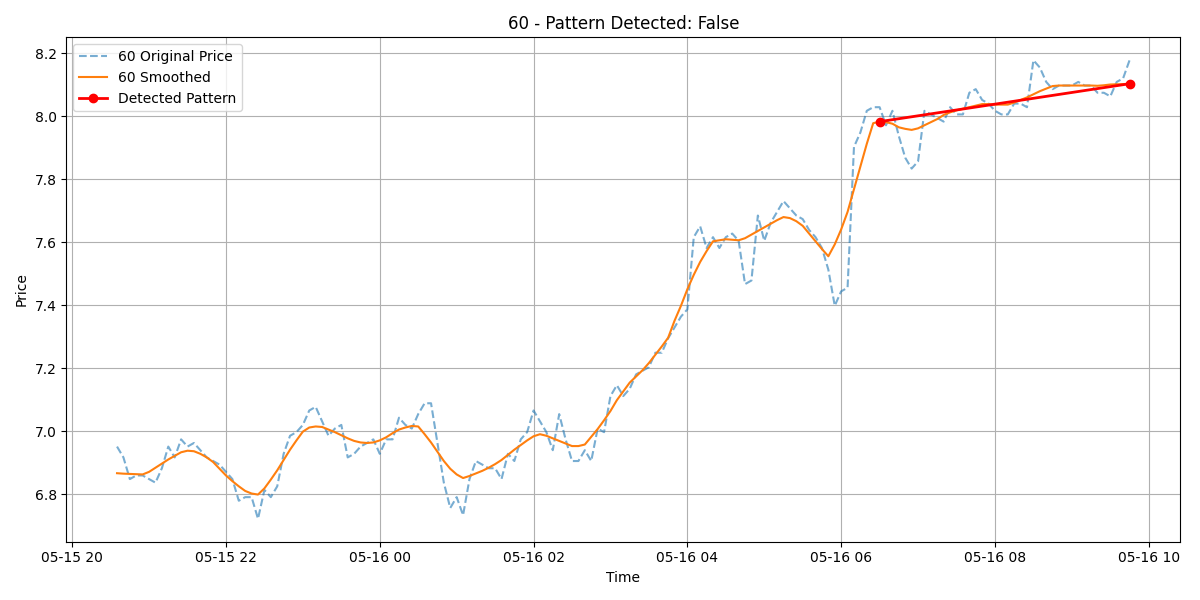 60 - Pattern Detected: False
60 Original Price
60 Smoothed
Detected Pattern
Price
8.2
8.0
7.8
7.6
7.4
7.2
7.0
6.8
05-15 20
05-15 22
05-16 00
05-16 02
05-16 04
05-16 06
05-16 08
05-16 10
Time